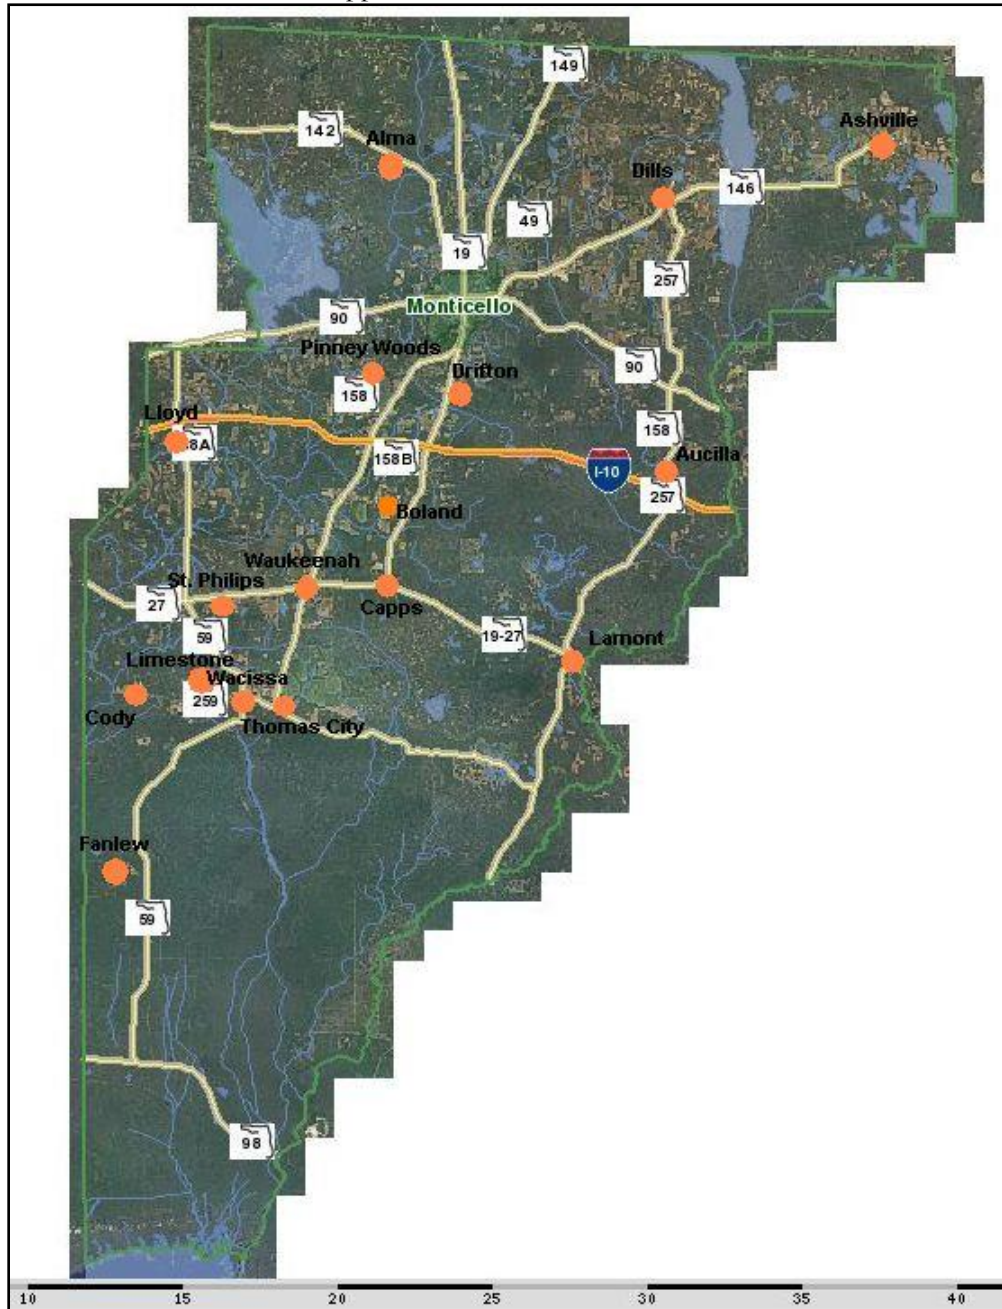 149
142
Alma
Ashville
Dills
146
49
19
257
90
Monticello
Pinney Woods
158
Drifton
90
Lloyd
8A
158B
158
Aucilla
I-10
257
Boland
Waukeenah
St. Philips
27
Capps
59
19-27
Lamont
Limestone
Wacissa
259
Cody
Thomas City
Fanlew
59
98
10 15 20 25 30 35 40